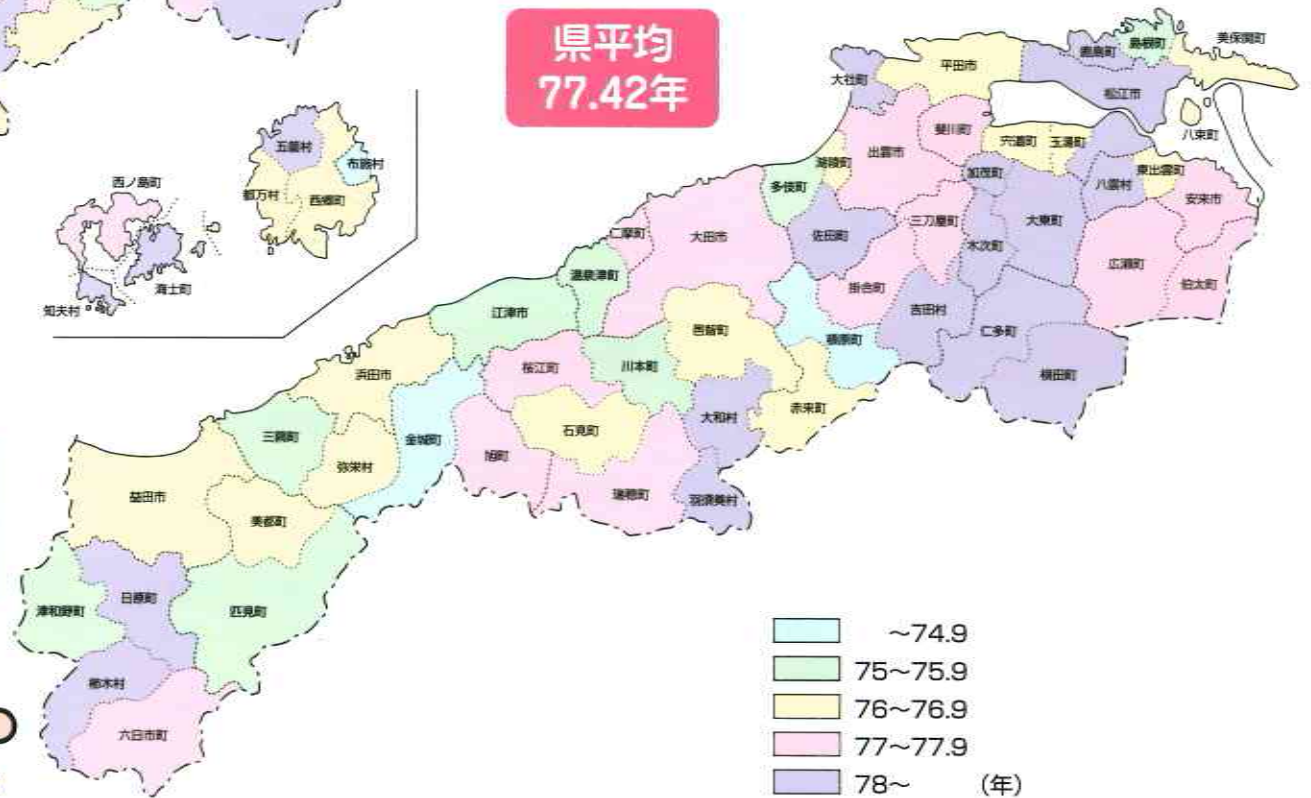 県平均
77.42年
鹿島町
島根町
美保関町
大社町
平田市
松江市
八束町
斐川町
宍道町
玉湯町
出雲市
湖陵町
加茂町
八雲村
東出雲町
安来市
多伎町
三刀屋町
大東町
佐田町
木次町
広瀬町
伯太町
仁摩町
大田市
掛合町
吉田村
仁多町
横田町
温泉津町
江津市
邑智町
頓原町
赤来町
桜江町
川本町
大和村
羽須美村
浜田市
金城町
石見町
旭町
瑞穂町
三隅町
弥栄村
益田市
美都町
津和野町
日原町
匹見町
柿木村
六日市町
五箇村
布施村
都万村
西郷町
西ノ島町
海士町
知夫村
～74.9
75～75.9
76～76.9
77～77.9
78～ (年)